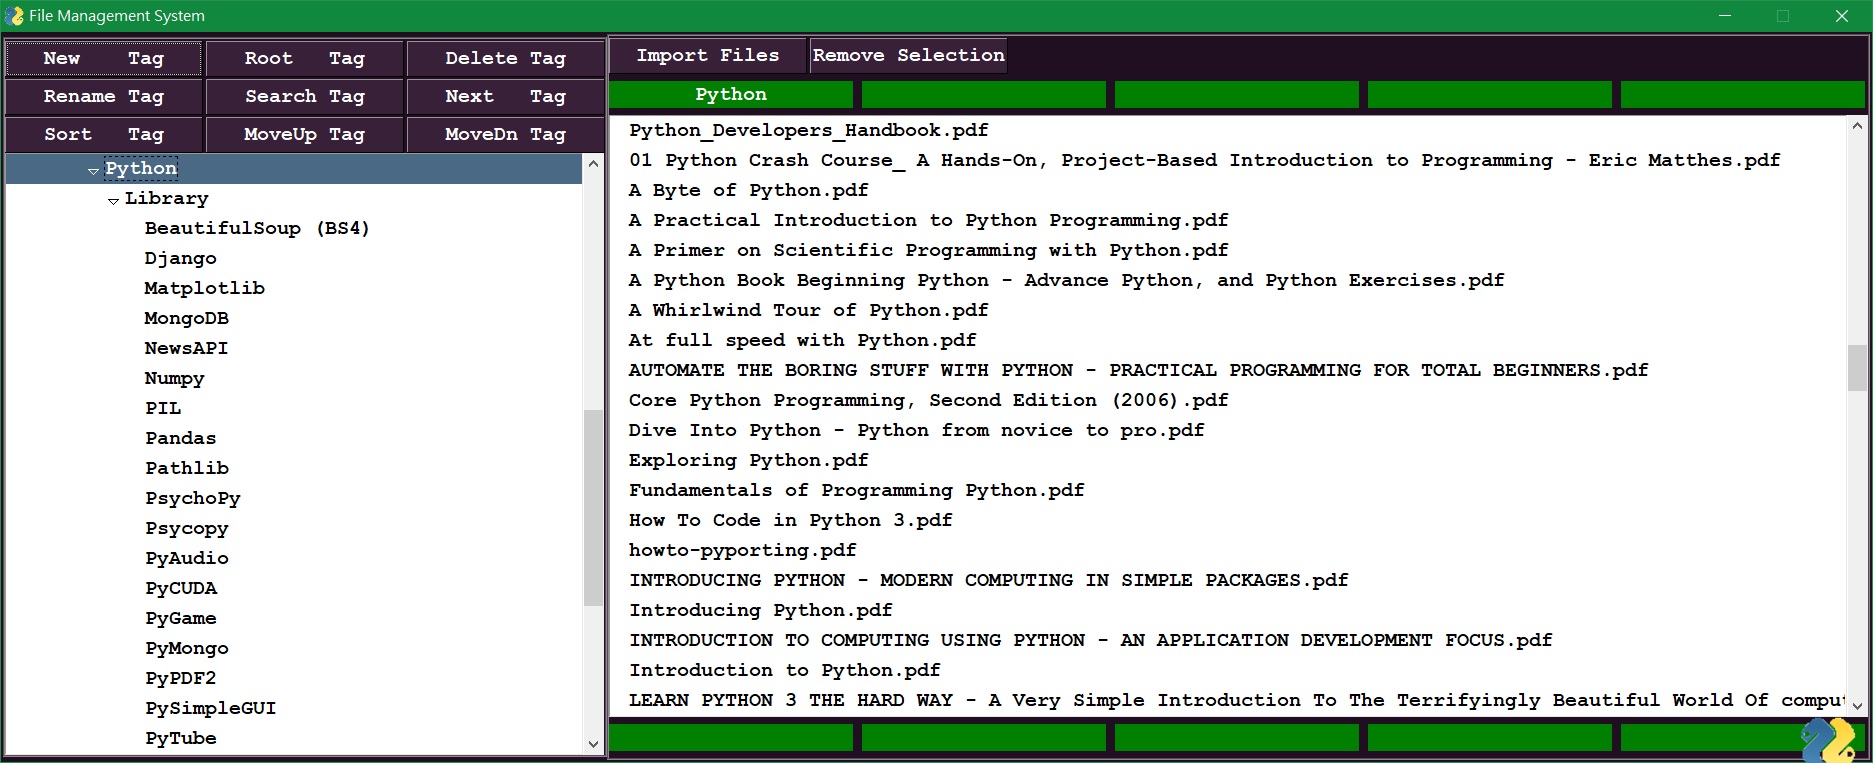 File Management System
New Tag Root Tag Delete Tag
Rename Tag Search Tag Next Tag
Sort Tag MoveUp Tag MoveDn Tag
Python
Library
BeautifulSoup (BS4)
Django
Matplotlib
MongoDB
NewsAPI
Numpy
PIL
Pandas
Pathlib
PsychoPy
Psycopy
PyAudio
PyCUDA
PyGame
PyMongo
PyPDF2
PySimpleGUI
PyTube
Import Files Remove Selection
Python
Python_Developers_Handbook.pdf
01 Python Crash Course_ A Hands-On, Project-Based Introduction to Programming - Eric Matthes.pdf
A Byte of Python.pdf
A Practical Introduction to Python Programming.pdf
A Primer on Scientific Programming with Python.pdf
A Python Book Beginning Python - Advance Python, and Python Exercises.pdf
A Whirlwind Tour of Python.pdf
At full speed with Python.pdf
AUTOMATE THE BORING STUFF WITH PYTHON - PRACTICAL PROGRAMMING FOR TOTAL BEGINNERS.pdf
Core Python Programming, Second Edition (2006).pdf
Dive Into Python - Python from novice to pro.pdf
Exploring Python.pdf
Fundamentals of Programming Python.pdf
How To Code in Python 3.pdf
howto-pyporting.pdf
INTRODUCING PYTHON - MODERN COMPUTING IN SIMPLE PACKAGES.pdf
Introducing Python.pdf
INTRODUCTION TO COMPUTING USING PYTHON - AN APPLICATION DEVELOPMENT FOCUS.pdf
Introduction to Python.pdf
LEARN PYTHON 3 THE HARD WAY - A Very Simple Introduction To The Terrifyingly Beautiful World Of comput